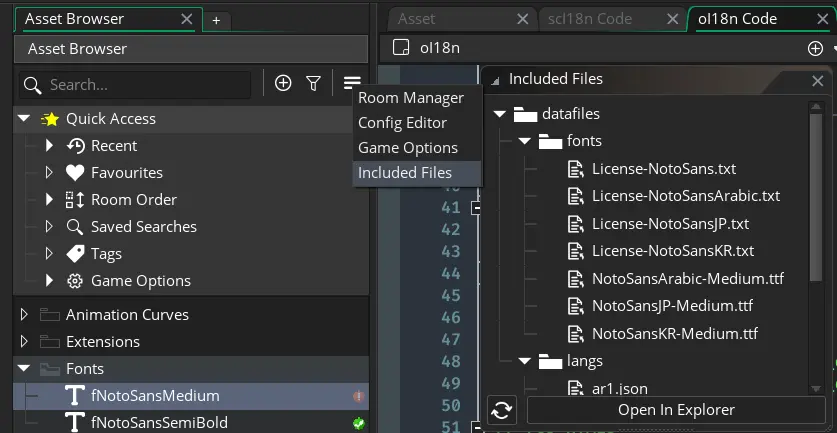 Asset Browser
Asset
scl18n Code
oI18n Code
Asset Browser
oI18n
Search...
Included Files
Room Manager
Config Editor
Game Options
Included Files
Quick Access
Recent
Favourites
Room Order
Saved Searches
Tags
Game Options
Animation Curves
Extensions
Fonts
fNotoSansMedium
fNotoSansSemiBold
41
42
43
44
45
46
47
48
49
50
51
datafiles
fonts
License-NotoSans.txt
License-NotoSansArabic.txt
License-NotoSansJP.txt
License-NotoSansKR.txt
NotoSansArabic-Medium.ttf
NotoSansJP-Medium.ttf
NotoSansKR-Medium.ttf
langs
ar1.json
Open In Explorer